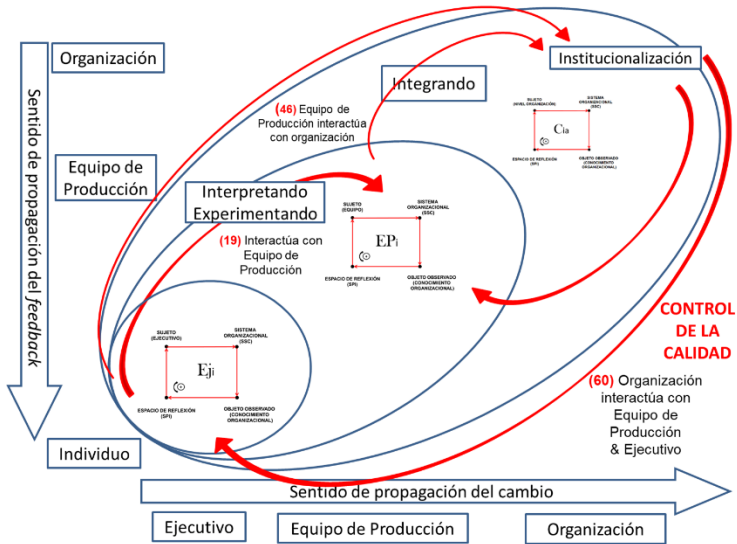 Organización
Institucionalización
Integrando
(46) Equipo de
Producción interactúa
con organización
SUJETO
(NIVEL ORGANIZACIÓN)
SISTEMA
ORGANIZACIONAL
(SSC)
Cia
ESPACIO DE REFLEXIÓN
(SPI)
OBJETO OBSERVADO
(CONOCIMIENTO
ORGANIZACIONAL)
Sentido de propagación del feedback
Equipo de
Producción
Interpretando
Experimentando
(19) Interactúa con
Equipo de
Producción
SUJETO
(EQUIPO)
SISTEMA
ORGANIZACIONAL
(SSC)
EPi
ESPACIO DE REFLEXIÓN
(SPI)
OBJETO OBSERVADO
(CONOCIMIENTO
ORGANIZACIONAL)
CONTROL
DE LA
CALIDAD
(60) Organización
interactúa con
Equipo de
Producción
& Ejecutivo
SUJETO
(EJECUTIVO)
SISTEMA
ORGANIZACIONAL
(SSC)
Eji
ESPACIO DE REFLEXIÓN
(SPI)
OBJETO OBSERVADO
(CONOCIMIENTO
ORGANIZACIONAL)
Individuo
Sentido de propagación del cambio
Ejecutivo
Equipo de Producción
Organización